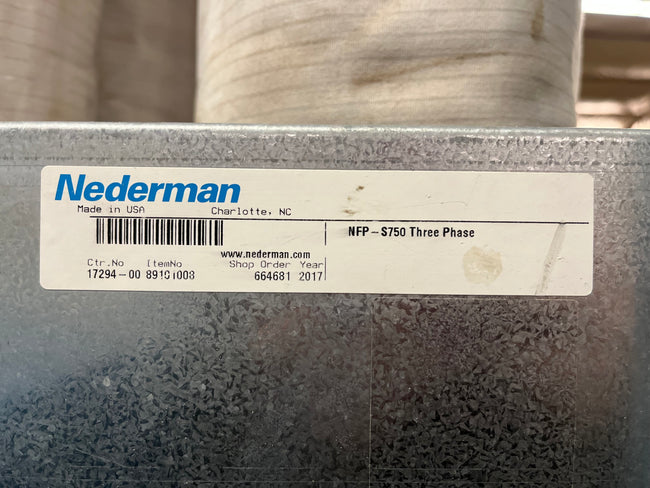 Nederman
Made in USA Charlotte, NC
NFP-S750 Three Phase
www.nederman.com
Ctr.No ItemNo Shop Order Year
17294-00 664681 2017